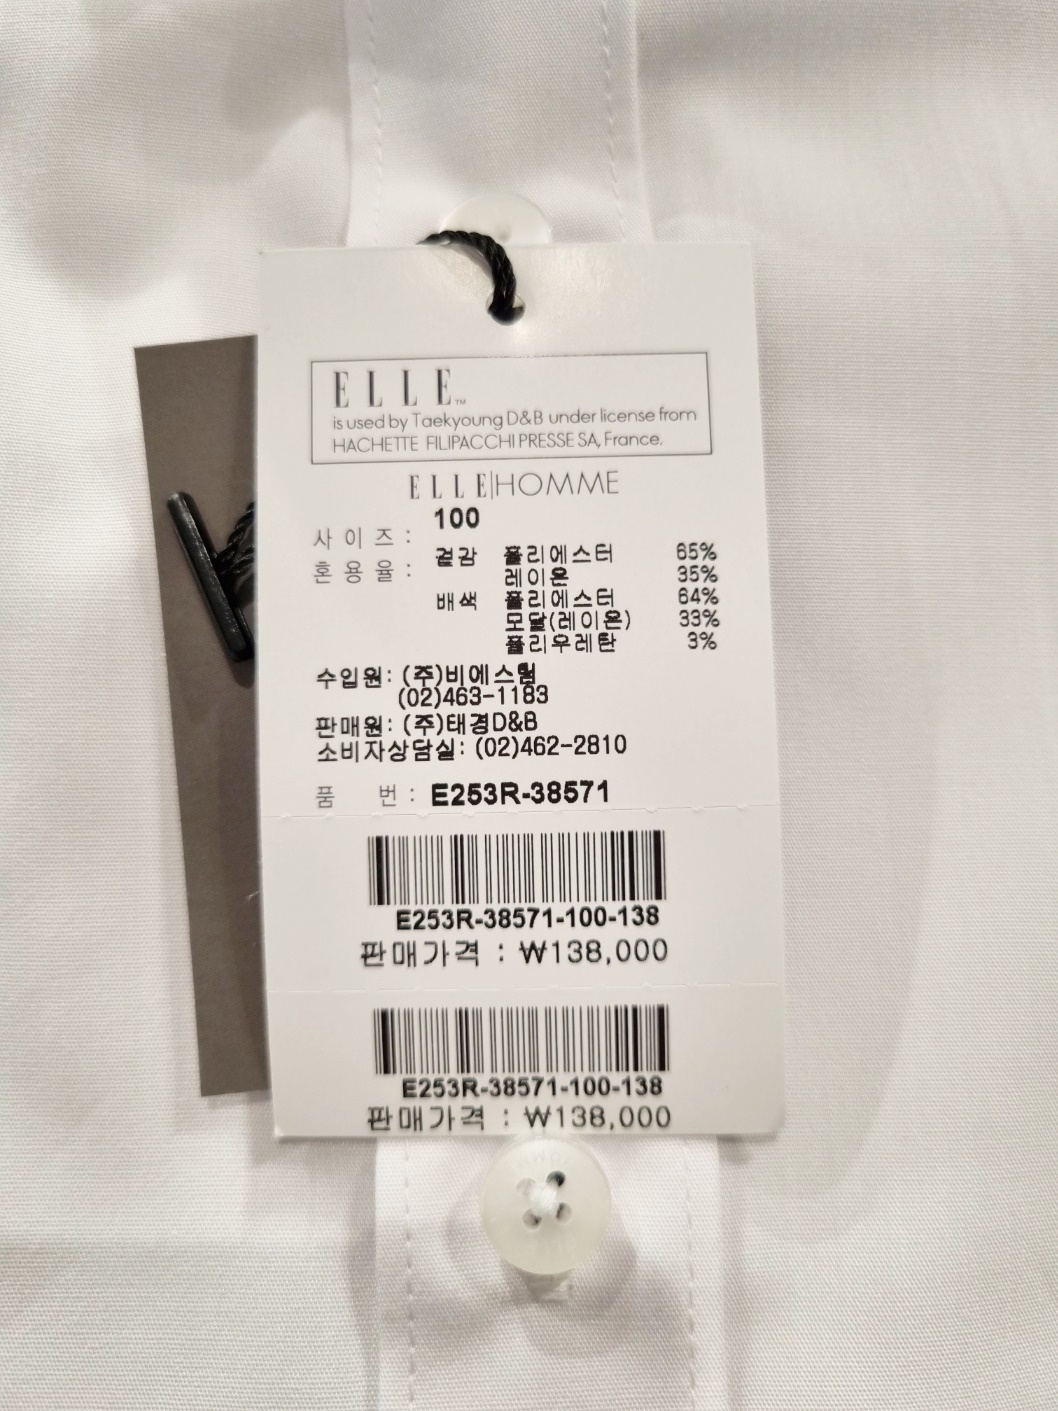 ELLE™
is used by Taekyoung D&B under license from
HACHETTE FILIPACCHI PRESSE SA, France.
ELLE|HOMME
사이즈: 100
혼용율: 겉감 폴리에스터 65%
레이온 35%
배색 폴리에스터 64%
모달(레이온) 33%
폴리우레탄 3%
수입원: (주)비에스텀
(02)463-1183
판매원: (주)태경D&B
소비자상담실: (02)462-2810
품 번: E253R-38571
E253R-38571-100-138
판매가격 : ₩138,000
E253R-38571-100-138
판매가격 : ₩138,000